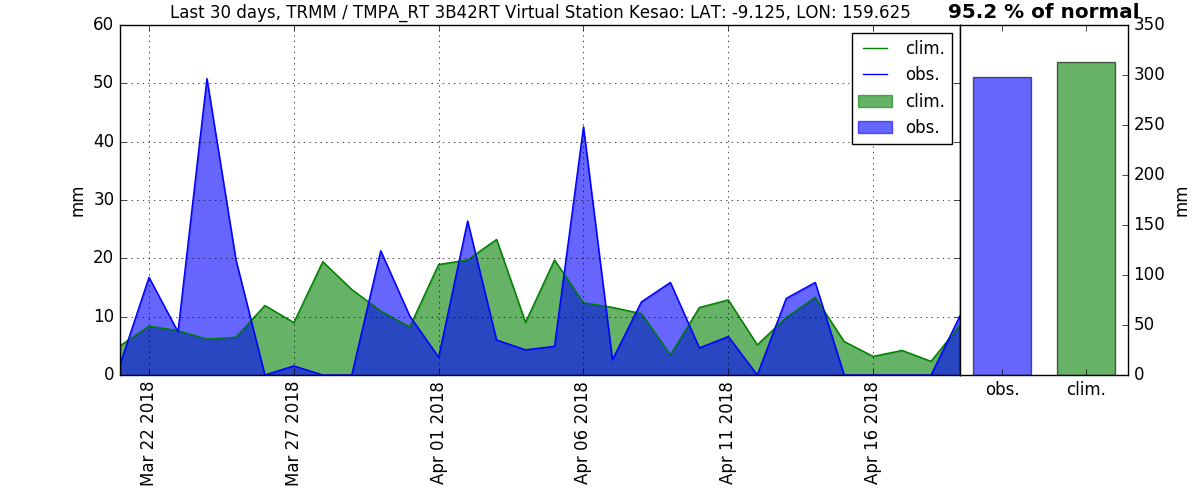 Last 30 days, TRMM / TMPA_RT 3B42RT Virtual Station Kesao: LAT: -9.125, LON: 159.625
95.2 % of normal
60
50
40
30
20
10
0
mm
clim.
obs.
clim.
obs.
350
300
250
200
150
100
50
0
mm
obs.
clim.
Mar 22 2018
Mar 27 2018
Apr 01 2018
Apr 06 2018
Apr 11 2018
Apr 16 2018